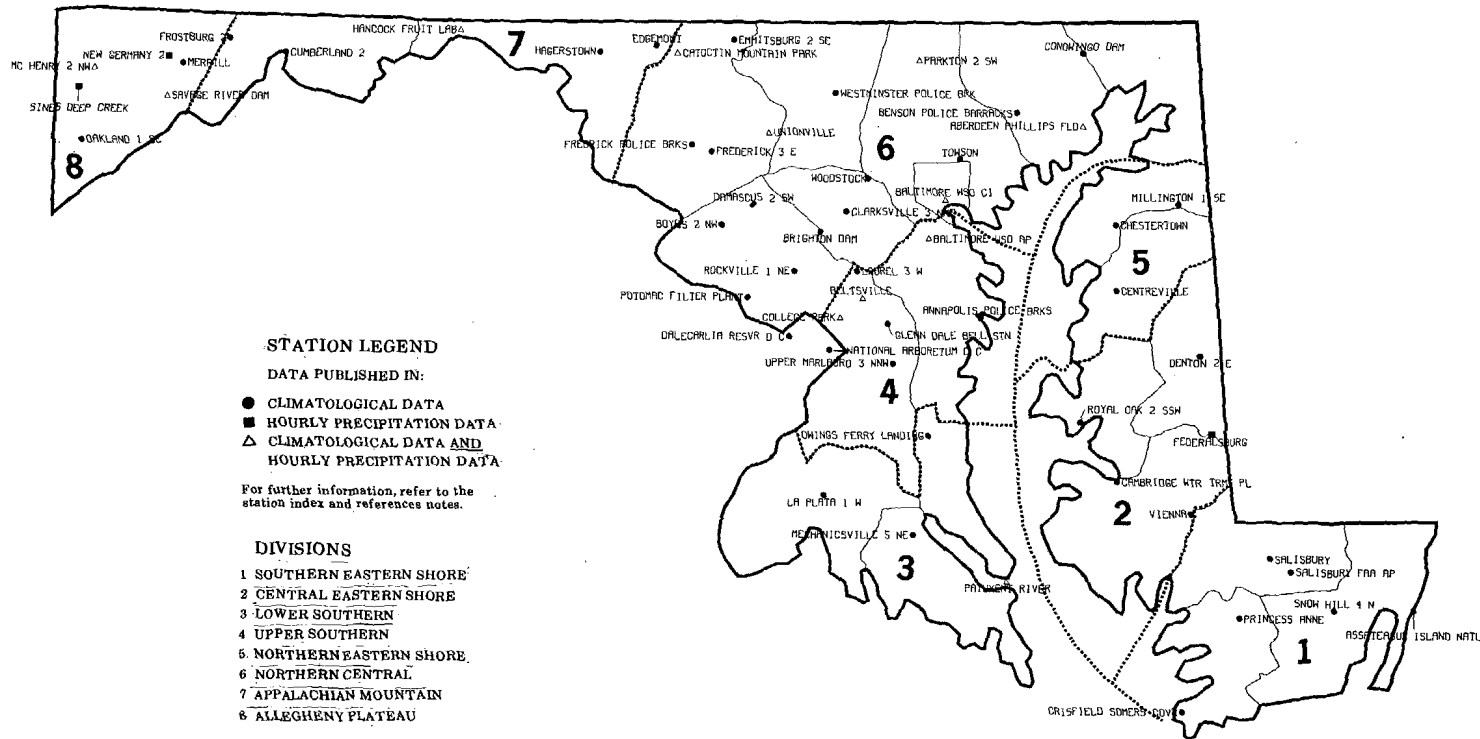 HANCOCK FRUIT LAB
FROSTBURG 2
7
HAGERSTOWN
EDGEMONT
EMMITSBURG 2 SE
CUMBERLAND 2
CATOCTIN MOUNTAIN PARK
CONOWINGO DAM
NEW GERMANY 2
MERRILL
MC HENRY 2 NW
PARKTON 2 SW
SAVAGE RIVER DAM
WESTMINSTER POLICE BRK
SINES DEEP CREEK
BENSON POLICE BARRACKS
ABERDEEN PHILLIPS FLD
OAKLAND 1 SE
8
UNIONVILLE
FREDRICK POLICE BRKS
FREDERICK 3 E
6
TOWSON
WOODSTOCK
BALTIMORE WSO CI
DAMASCUS 2 SW
CLARKSVILLE 3 N
MILLINGTON 1 SE
BOYDS 2 NW
BRIGHTON DAM
BALTIMORE WSO AP
CHESTERTOWN
5
ROCKVILLE 1 NE
LAUREL 3 W
POTOMAC FILTER PLANT
BELTSVILLE
CENTREVILLE
COLLEGE PARK
ANNAPOLIS POLICE BRKS
DALECARLIA RESVR D C
GLENN DALE BELL STN
NATIONAL ARBORETUM D C
UPPER MARLBORO 3 NNW
DENTON 2 E
4
ROYAL OAK 2 SSW
OWINGS FERRY LANDING
FEDERALSBURG
CAMBRIDGE WTR TRMT PL
LA PLATA 1 W
2
VIENNA
MECHANICSVILLE 5 NE
3
SALISBURY
SALISBURY FAA AP
PATUXENT RIVER
SNOW HILL 4 N
PRINCESS ANNE
ASSATEAGUE ISLAND NATL
1
CRISFIELD SOMERS COVE
STATION LEGEND
DATA PUBLISHED IN:
CLIMATOLOGICAL DATA
HOURLY PRECIPITATION DATA
CLIMATOLOGICAL DATA AND
HOURLY PRECIPITATION DATA
For further information, refer to the
station index and references notes.
DIVISIONS
1 SOUTHERN EASTERN SHORE
2 CENTRAL EASTERN SHORE
3 LOWER SOUTHERN
4 UPPER SOUTHERN
5. NORTHERN EASTERN SHORE
6 NORTHERN CENTRAL
7 APPALACHIAN MOUNTAIN
8 ALLEGHENY PLATEAU